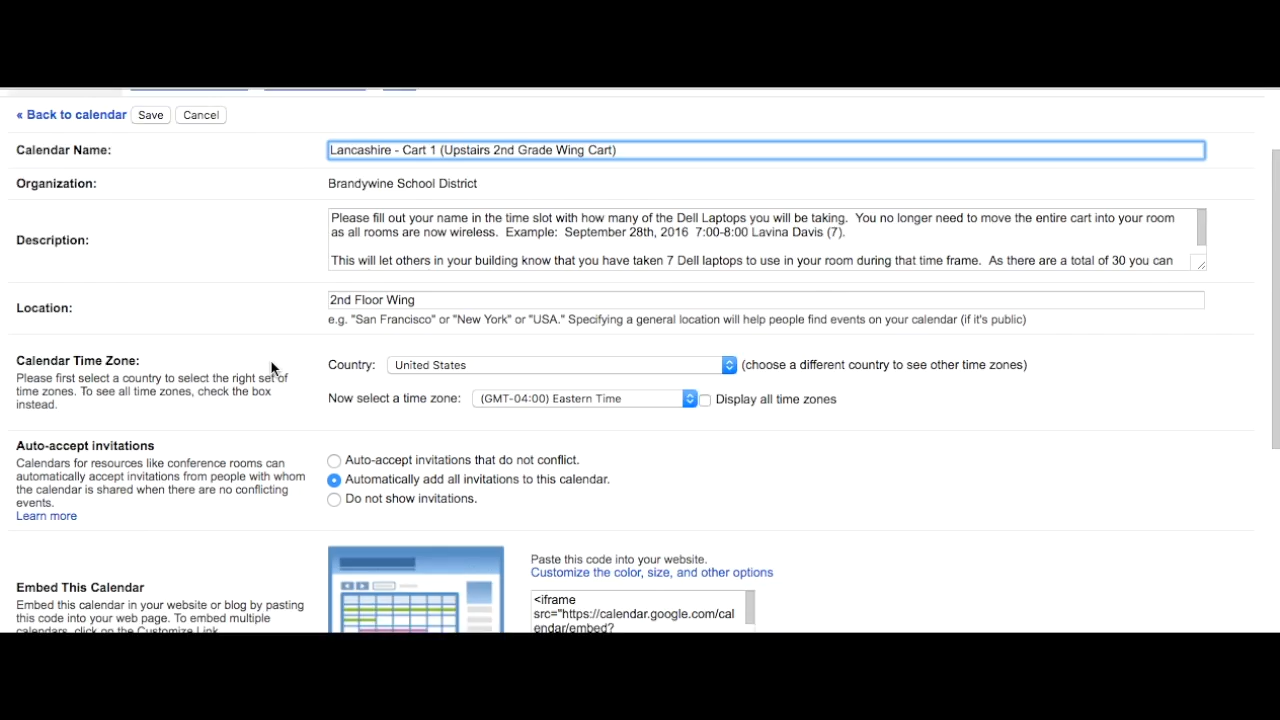 « Back to calendar Save Cancel
Calendar Name: Lancashire - Cart 1 (Upstairs 2nd Grade Wing Cart)
Organization: Brandywine School District
Description: Please fill out your name in the time slot with how many of the Dell Laptops you will be taking. You no longer need to move the entire cart into your room
as all rooms are now wireless. Example: September 28th, 2016 7:00-8:00 Lavina Davis (7).
This will let others in your building know that you have taken 7 Dell laptops to use in your room during that time frame. As there are a total of 30 you can
Location: 2nd Floor Wing
e.g. "San Francisco" or "New York" or "USA." Specifying a general location will help people find events on your calendar (if it's public)
Calendar Time Zone:
Please first select a country to select the right set of
time zones. To see all time zones, check the box
instead.
Country: United States (choose a different country to see other time zones)
Now select a time zone: (GMT-04:00) Eastern Time Display all time zones
Auto-accept invitations
Calendars for resources like conference rooms can
automatically accept invitations from people with whom
the calendar is shared when there are no conflicting
events.
Learn more
Auto-accept invitations that do not conflict.
Automatically add all invitations to this calendar.
Do not show invitations.
Embed This Calendar
Embed this calendar in your website or blog by pasting
this code into your web page. To embed multiple
calendars, click on the Customize Link
Paste this code into your website.
Customize the color, size, and other options
<iframe
src="https://calendar.google.com/cal
endar/embed?